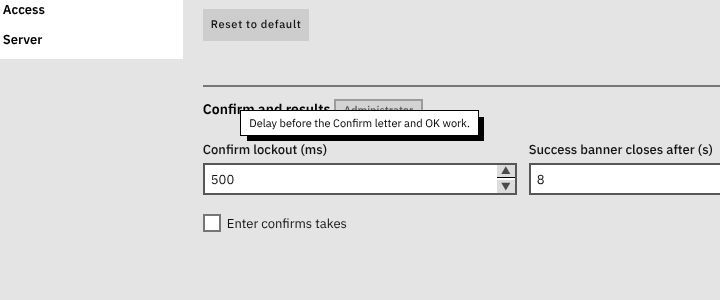 Access
Server
Reset to default
Confirm and results Administrator
Delay before the Confirm letter and OK work.
Confirm lockout (ms)
Success banner closes after (s)
500
8
Enter confirms takes